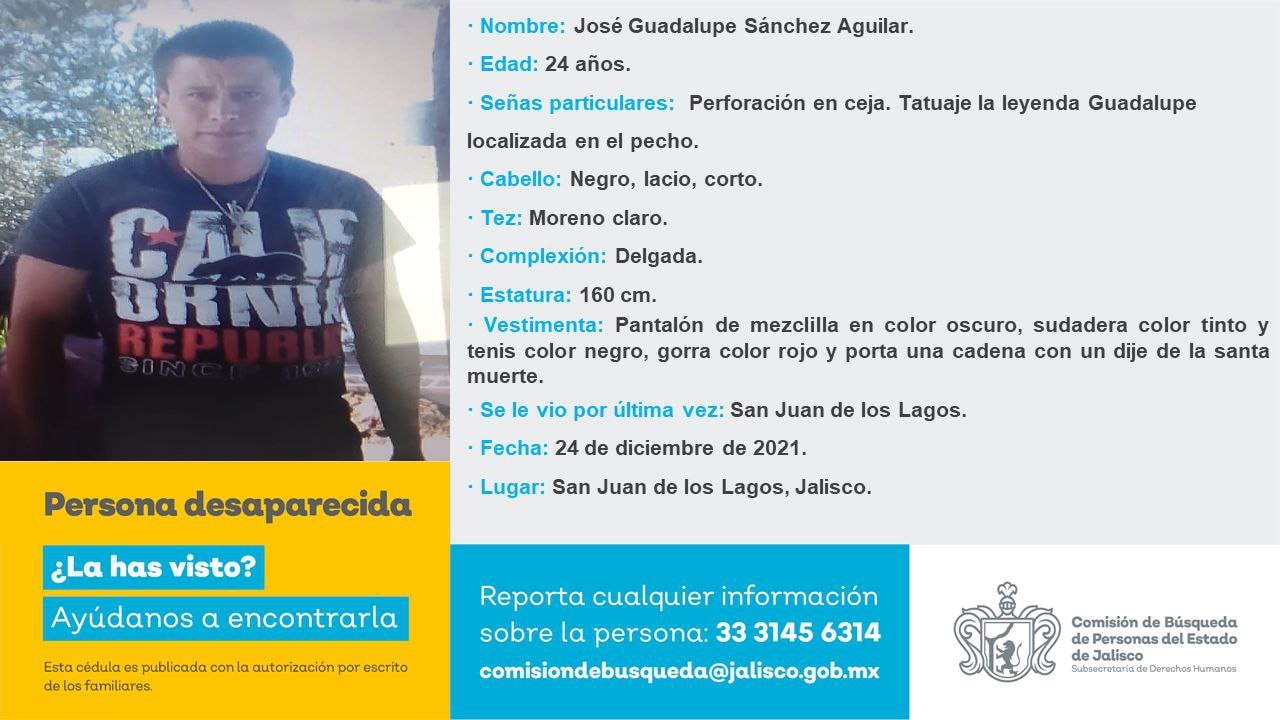 CALIF
ORNIA
REPUBLI
SINCE
· Nombre: José Guadalupe Sánchez Aguilar.
· Edad: 24 años.
· Señas particulares: Perforación en ceja. Tatuaje la leyenda Guadalupe
localizada en el pecho.
· Cabello: Negro, lacio, corto.
· Tez: Moreno claro.
· Complexión: Delgada.
· Estatura: 160 cm.
· Vestimenta: Pantalón de mezclilla en color oscuro, sudadera color tinto y
tenis color negro, gorra color rojo y porta una cadena con un dije de la santa
muerte.
· Se le vio por última vez: San Juan de los Lagos.
· Fecha: 24 de diciembre de 2021.
· Lugar: San Juan de los Lagos, Jalisco.
Persona desaparecida
¿La has visto?
Ayúdanos a encontrarla
Esta cédula es publicada con la autorización por escrito
de los familiares.
Reporta cualquier información
sobre la persona: 33 3145 6314
comisiondebusqueda@jalisco.gob.mx
Comisión de Búsqueda
de Personas del Estado
de Jalisco
Subsecretaría de Derechos Humanos